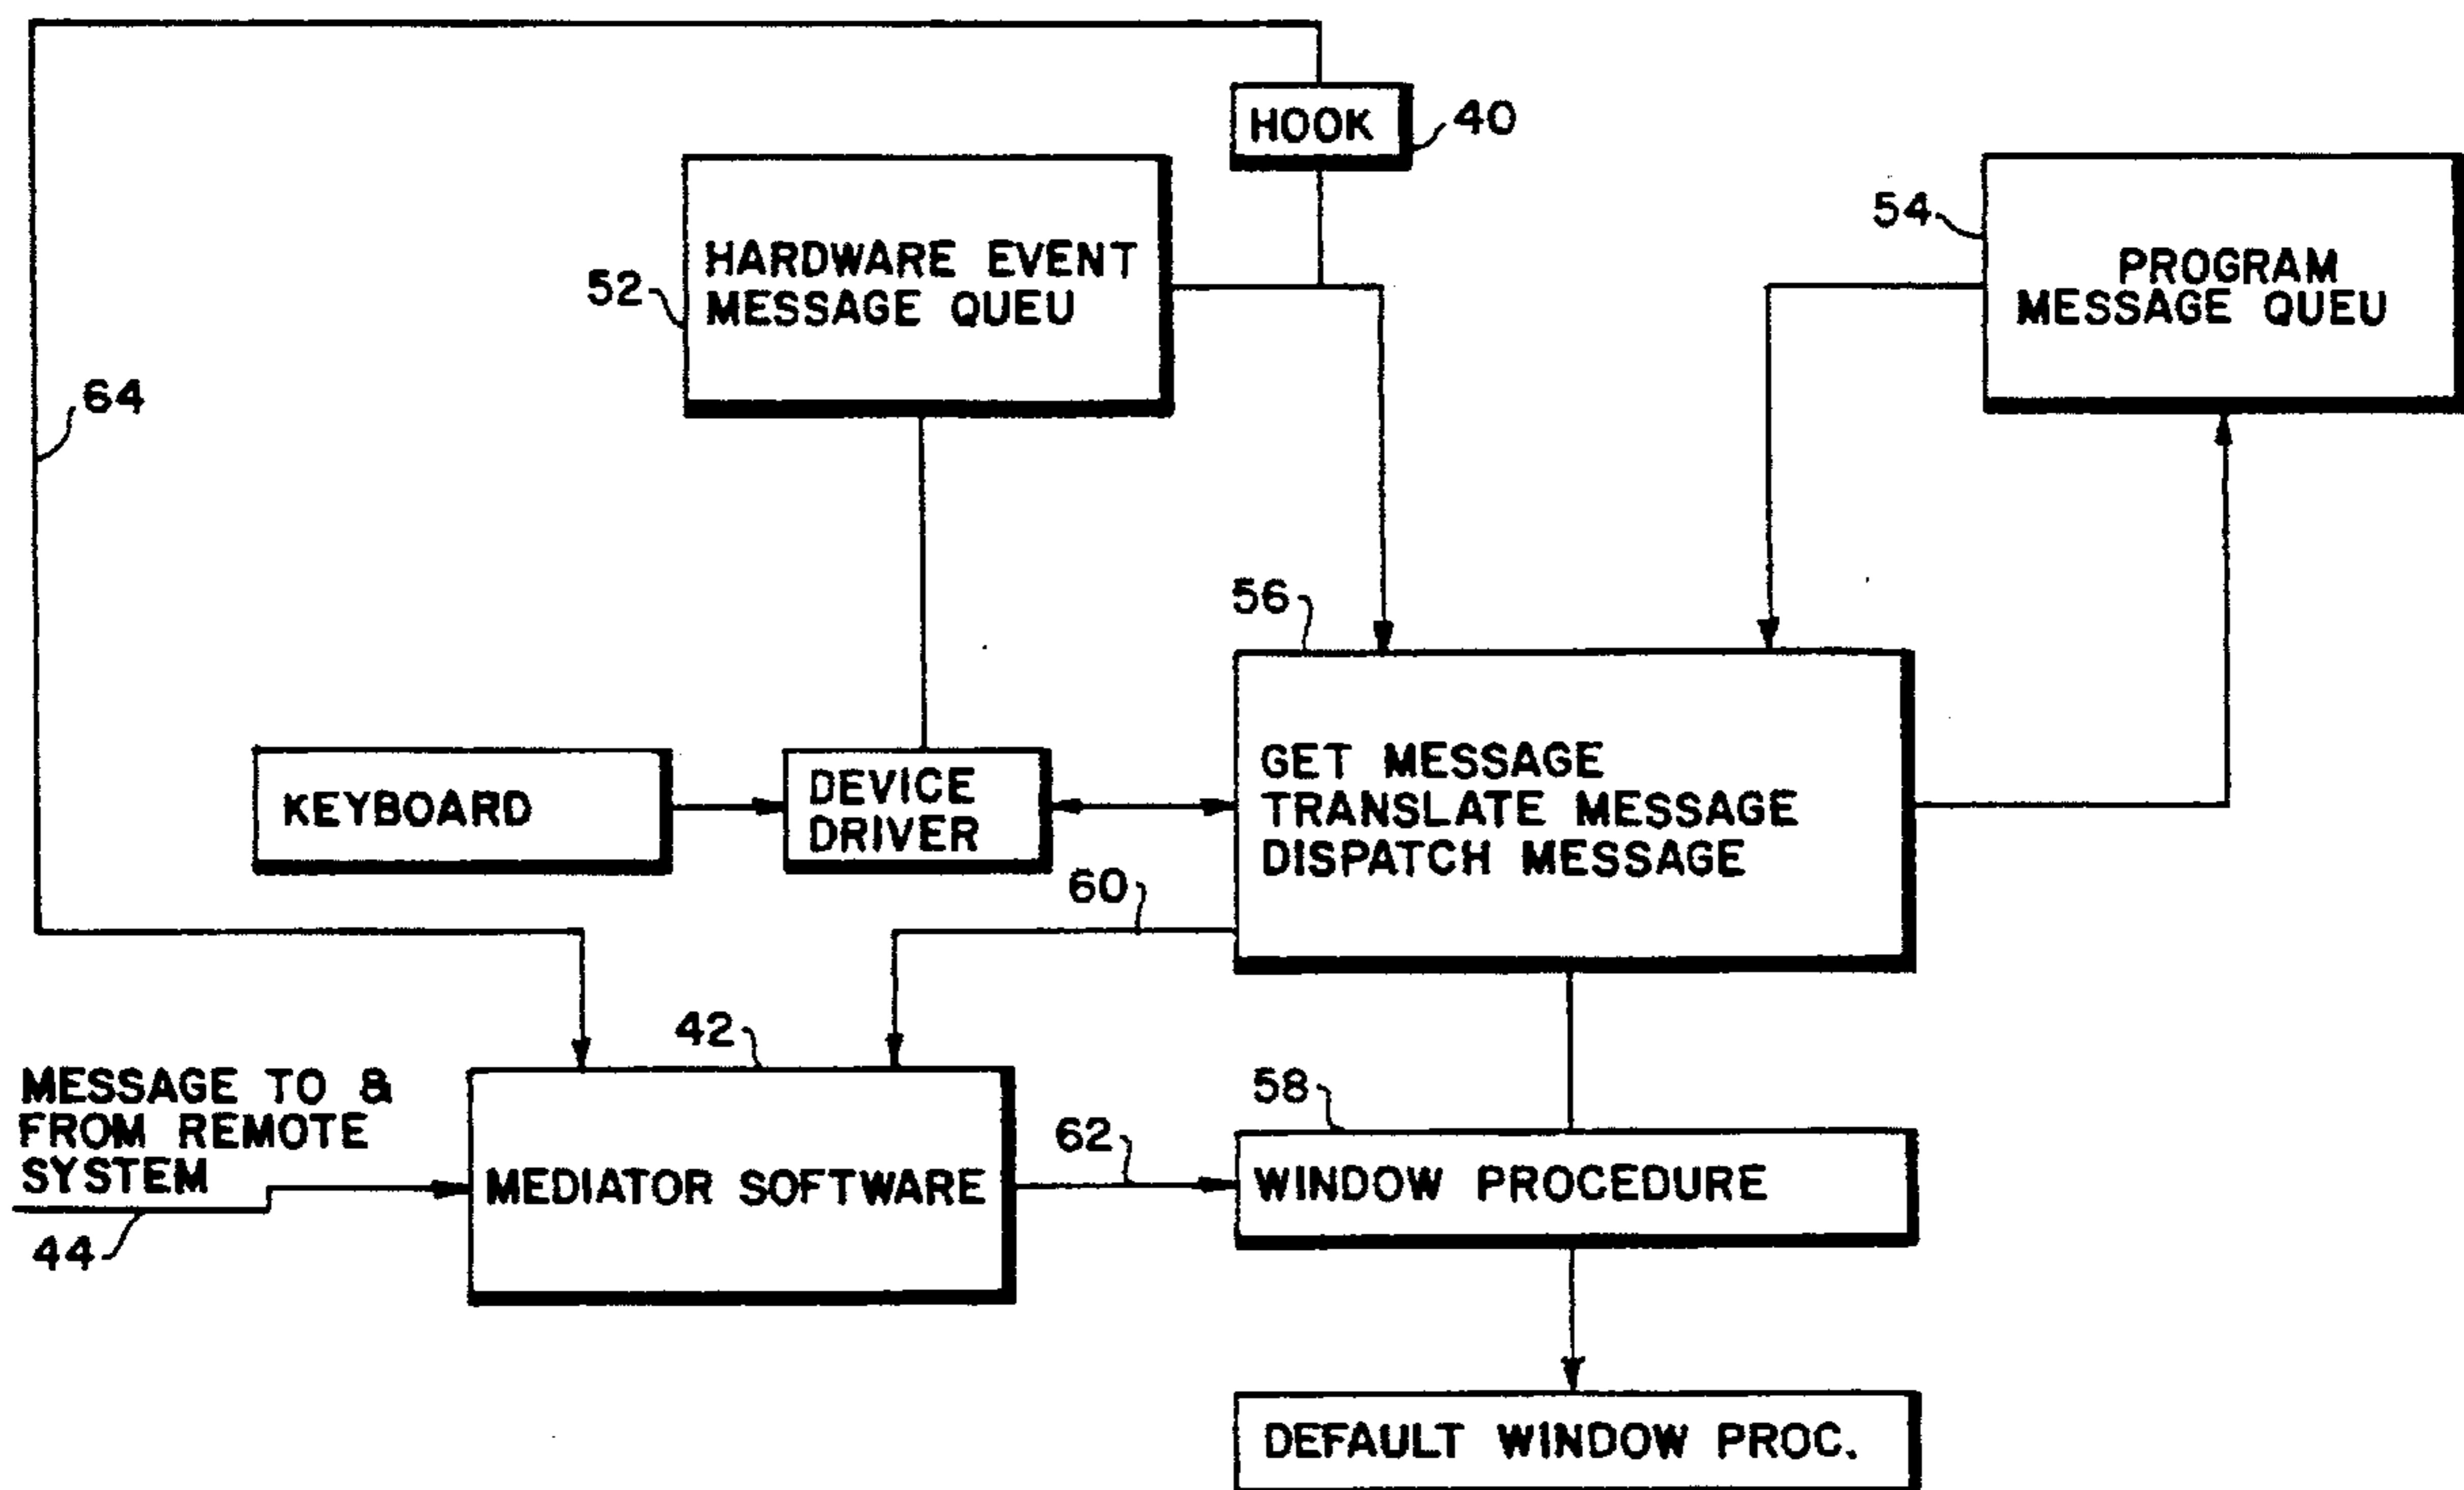 HOOK
40
HARDWARE EVENT
MESSAGE QUEU
52
54
PROGRAM
MESSAGE QUEU
64
56
KEYBOARD
DEVICE
DRIVER
GET MESSAGE
TRANSLATE MESSAGE
DISPATCH MESSAGE
60
42
MESSAGE TO &
FROM REMOTE
SYSTEM
44
MEDIATOR SOFTWARE
62
58
WINDOW PROCEDURE
DEFAULT WINDOW PROC.